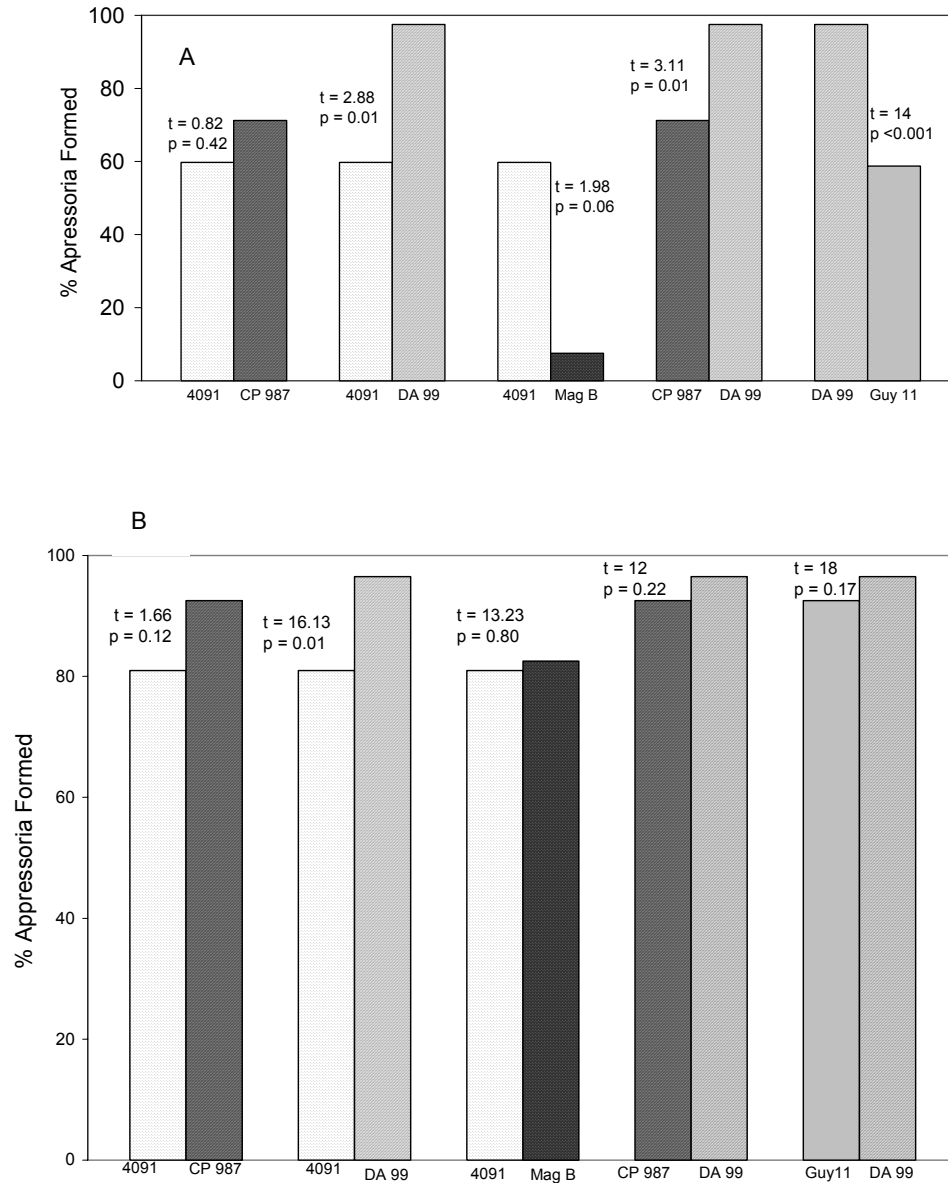 A
% Apressoria Formed
100
80
60
40
20
0
t = 0.82
p = 0.42
t = 2.88
p = 0.01
t = 1.98
p = 0.06
t = 3.11
p = 0.01
t = 14
p <0.001
4091 CP 987 4091 DA 99 4091 Mag B CP 987 DA 99 DA 99 Guy 11
B
% Appressoria Formed
100
80
60
40
20
0
t = 1.66
p = 0.12
t = 16.13
p = 0.01
t = 13.23
p = 0.80
t = 12
p = 0.22
t = 18
p = 0.17
4091 CP 987 4091 DA 99 4091 Mag B CP 987 DA 99 Guy11 DA 99